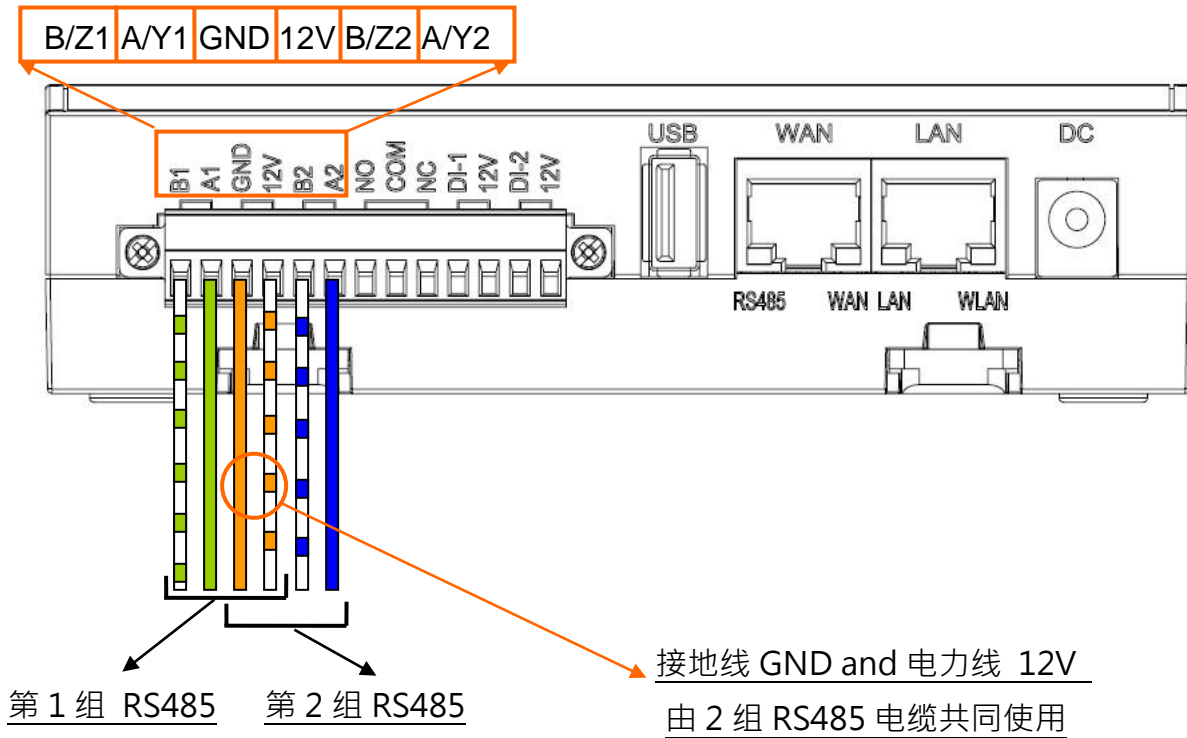 B/Z1 A/Y1 GND 12V B/Z2 A/Y2
USB WAN LAN DC
B1 A1 GND 12V B2 A2 NO COM NC DI-1 12V DI-2 12V
RS485 WAN LAN WLAN
接地线 GND and 电力线 12V
第 1 组 RS485 第 2 组 RS485
由 2 组 RS485 电缆共同使用